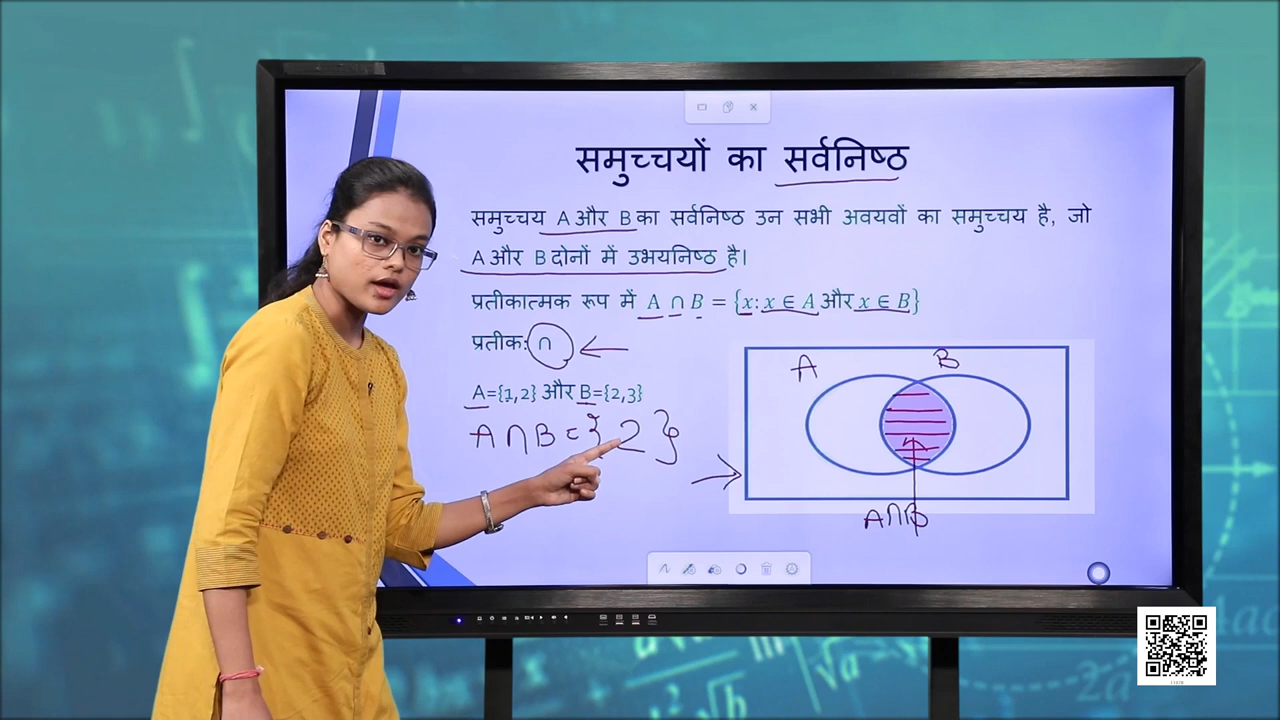 समुच्चयों का सर्वनिष्ठ
समुच्चय A और B का सर्वनिष्ठ उन सभी अवयवों का समुच्चय है, जो
A और B दोनों में उभयनिष्ठ है।
प्रतीकात्मक रूप में A ∩ B = {x: x ∈ A और x ∈ B}
प्रतीक: ∩
A={1,2} और B={2,3}
A∩B = {2}
A B
A∩B